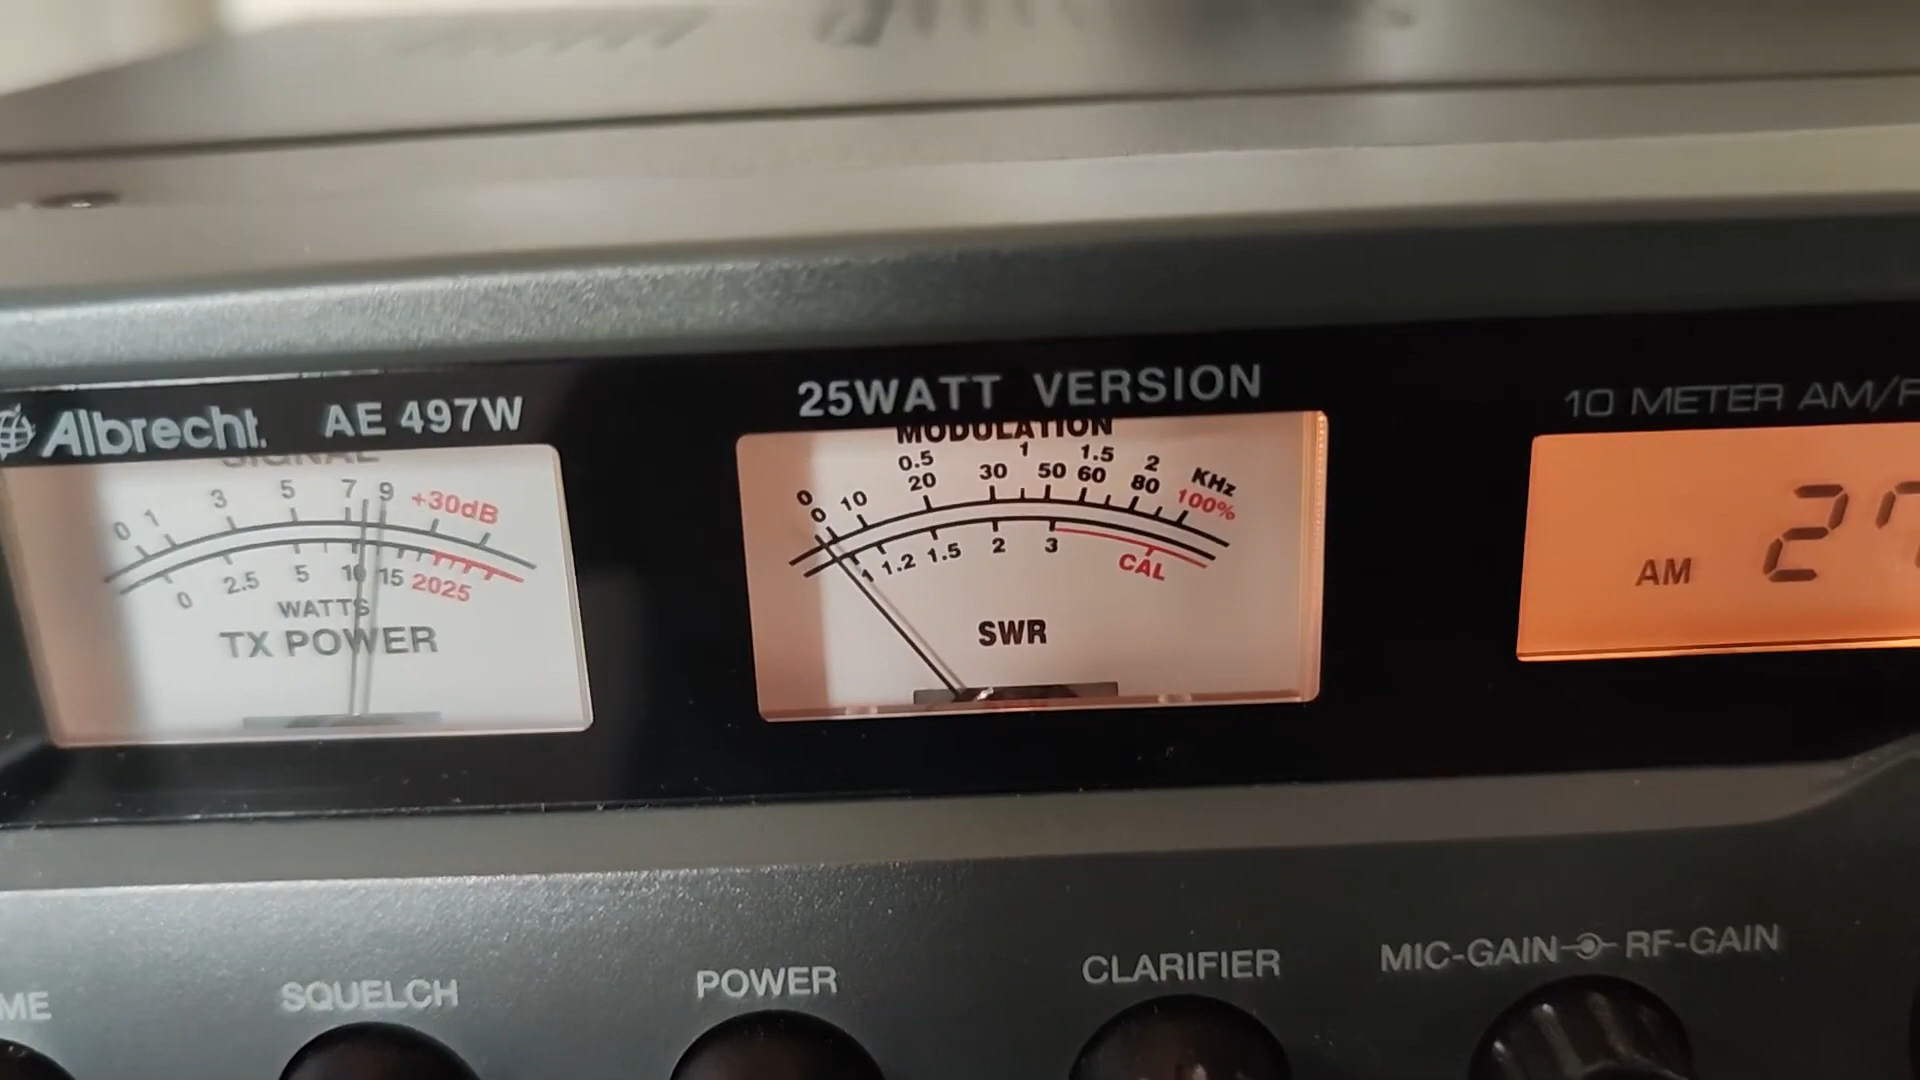 Albrecht. AE 497W
SIGNAL
0 1 3 5 7 9 +30dB
0 2.5 5 10 15 20 25
WATTS
TX POWER
25WATT VERSION
MODULATION
0 0.5 1 1.5 2 KHz
0 10 20 30 50 60 80 100%
1 1.2 1.5 2 3 CAL
SWR
10 METER AM/F
AM
27
ME
SQUELCH
POWER
CLARIFIER
MIC-GAIN
RF-GAIN